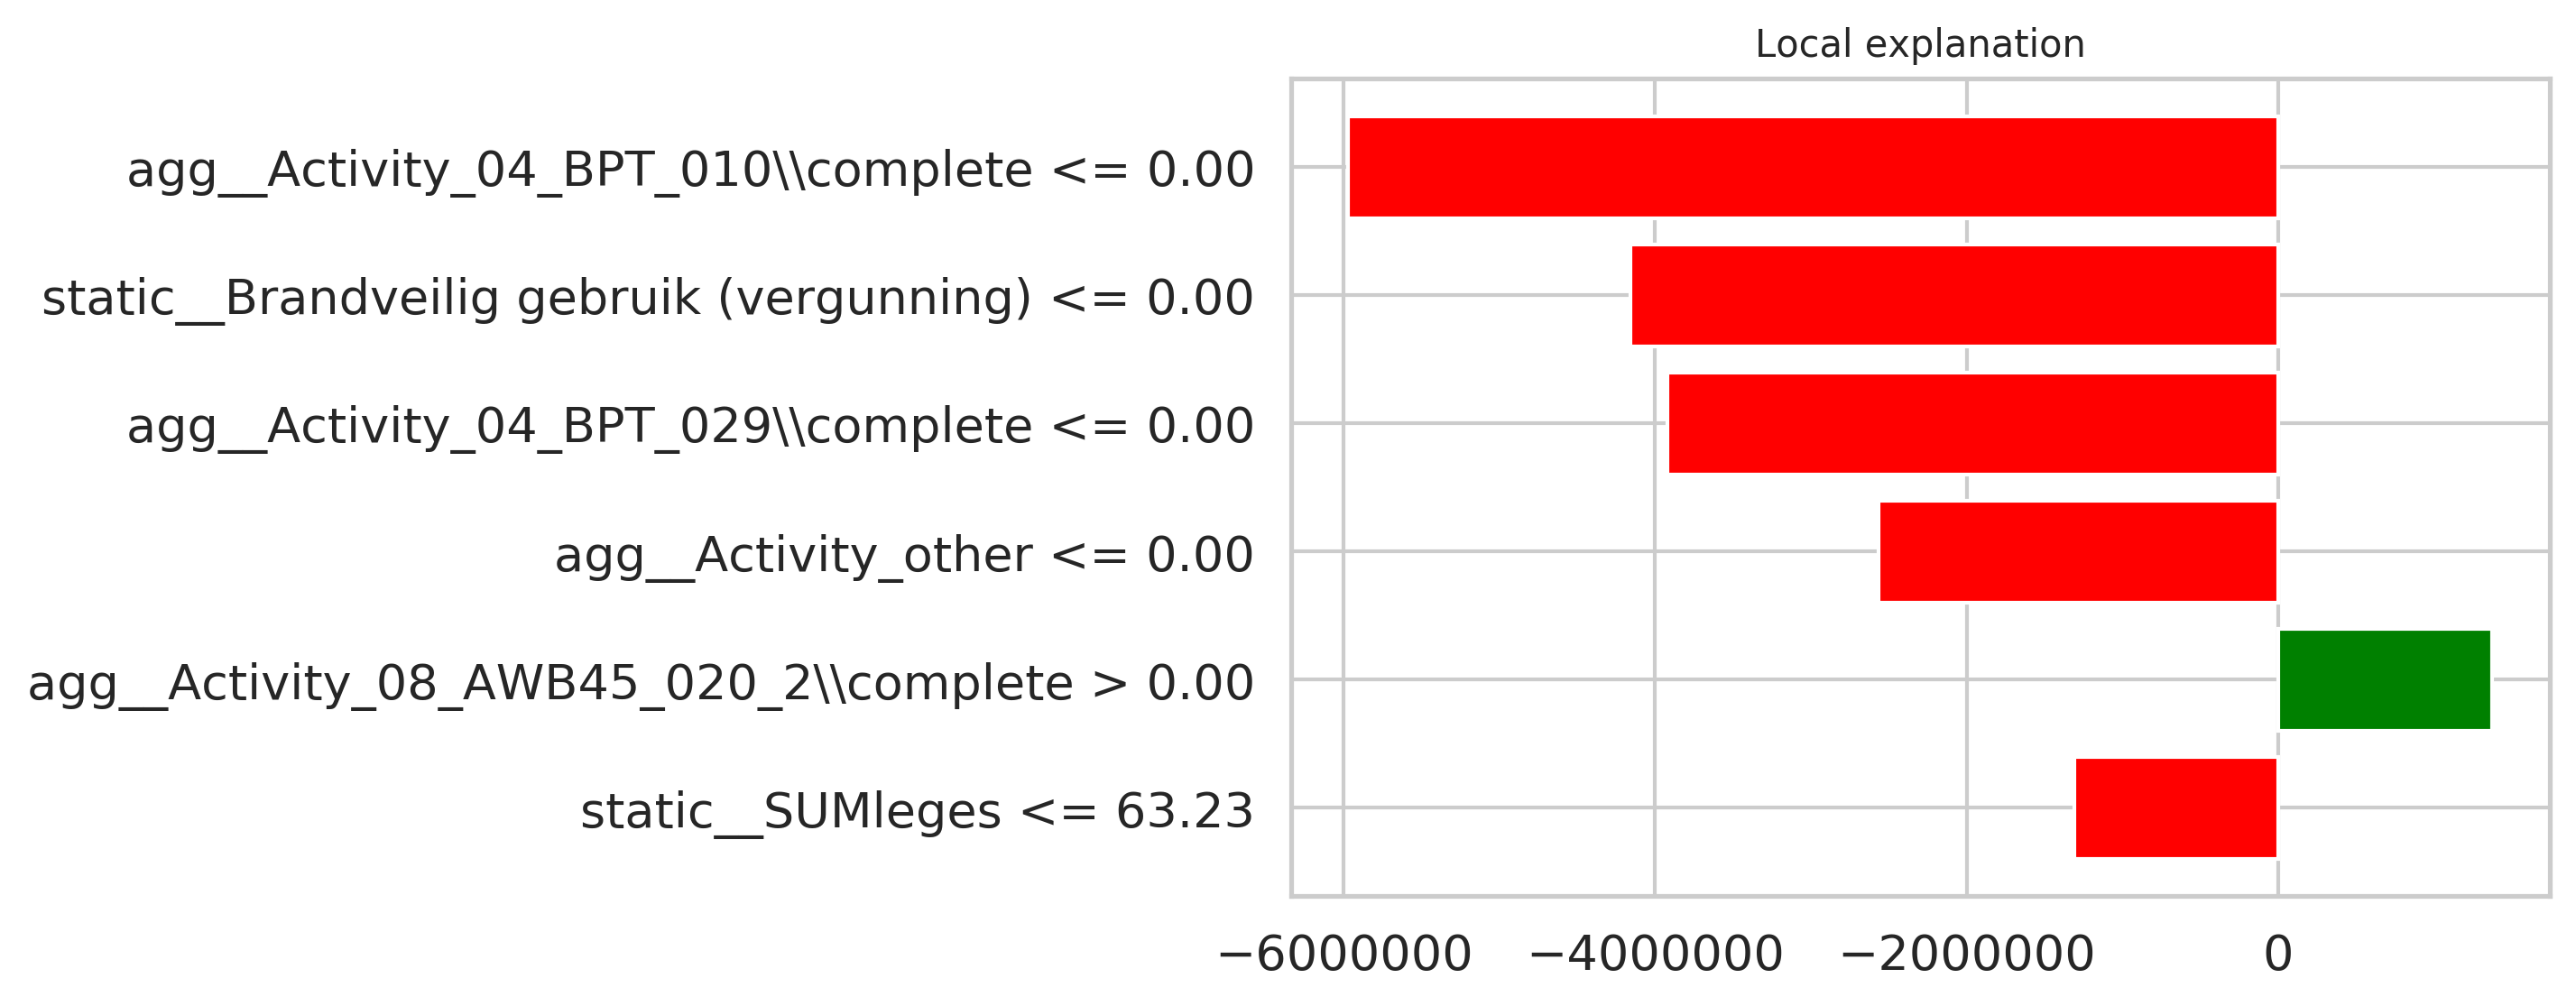 Local explanation
agg__Activity_04_BPT_010\\complete <= 0.00
static__Brandveilig gebruik (vergunning) <= 0.00
agg__Activity_04_BPT_029\\complete <= 0.00
agg__Activity_other <= 0.00
agg__Activity_08_AWB45_020_2\\complete > 0.00
static__SUMleges <= 63.23
−6000000 −4000000 −2000000 0